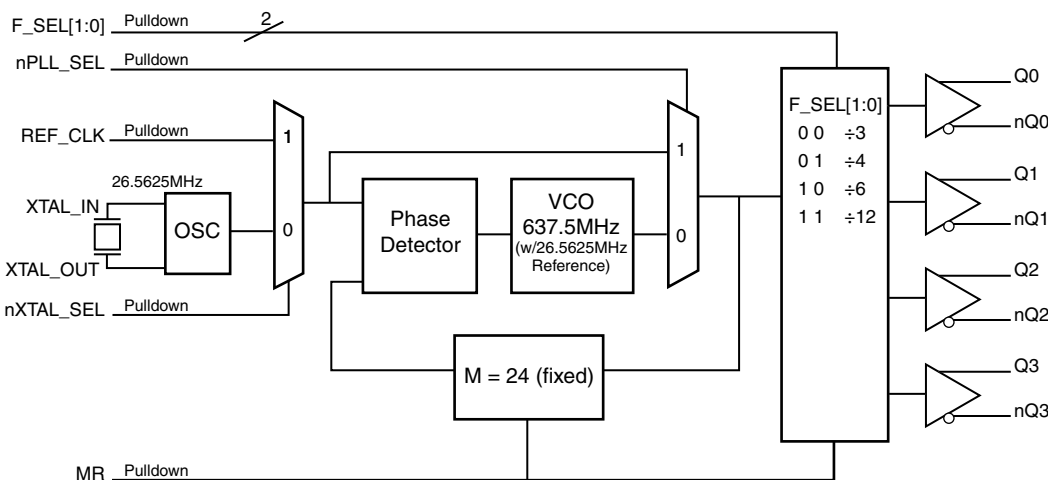 F_SEL[1:0] Pulldown 2
nPLL_SEL Pulldown
REF_CLK Pulldown
1
0
26.5625MHz
XTAL_IN
OSC
XTAL_OUT
nXTAL_SEL Pulldown
Phase
Detector
VCO
637.5MHz
(w/26.5625MHz
Reference)
1
0
M = 24 (fixed)
MR Pulldown
F_SEL[1:0]
0 0 ÷3
0 1 ÷4
1 0 ÷6
1 1 ÷12
Q0
nQ0
Q1
nQ1
Q2
nQ2
Q3
nQ3